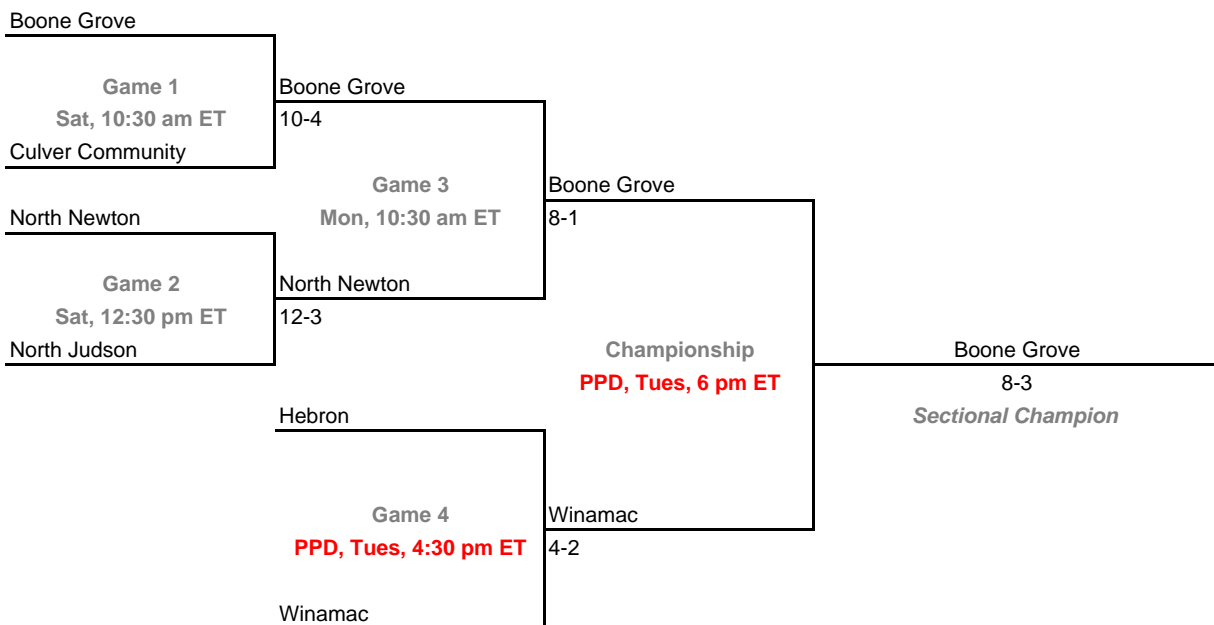 Boone Grove
Game 1
Boone Grove
Sat, 10:30 am ET
10-4
Culver Community
Game 3
Boone Grove
North Newton
Mon, 10:30 am ET
8-1
Game 2
North Newton
Sat, 12:30 pm ET
12-3
North Judson
Championship
Boone Grove
PPD, Tues, 6 pm ET
8-3
Hebron
Sectional Champion
Game 4
Winamac
PPD, Tues, 4:30 pm ET
4-2
Winamac